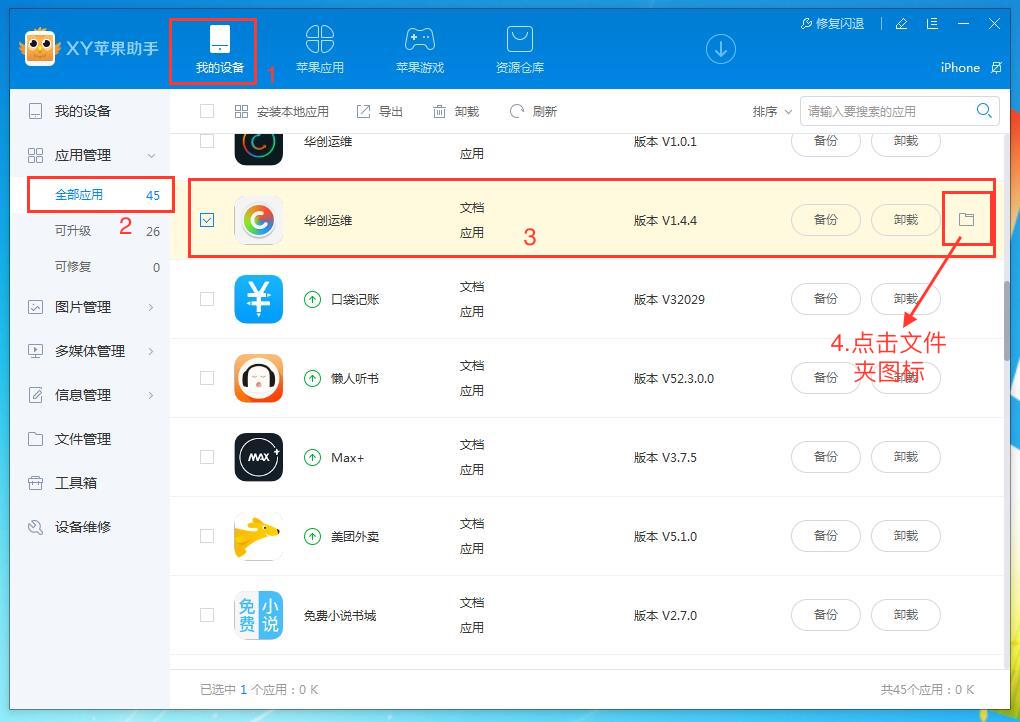 修复闪退
XY苹果助手
我的设备
1
苹果应用
苹果游戏
资源仓库
iPhone
我的设备
安装本地应用
导出
卸载
刷新
排序
请输入要搜索的应用
应用管理
全部应用 45
2
可升级 26
可修复 0
图片管理
多媒体管理
信息管理
文件管理
工具箱
设备维修
华创运维
应用
版本 V1.0.1
备份
卸载
华创运维
文档
应用
3
版本 V1.4.4
备份
卸载
口袋记账
文档
应用
版本 V32029
备份
卸载
4.点击文件
夹图标
懒人听书
文档
应用
版本 V52.3.0.0
备份
卸载
MAX+
Max+
文档
应用
版本 V3.7.5
备份
卸载
美团外卖
文档
应用
版本 V5.1.0
备份
卸载
免费
小说
免费小说书城
文档
应用
版本 V2.7.0
备份
卸载
已选中 1 个应用：0 K
共45个应用：0 K